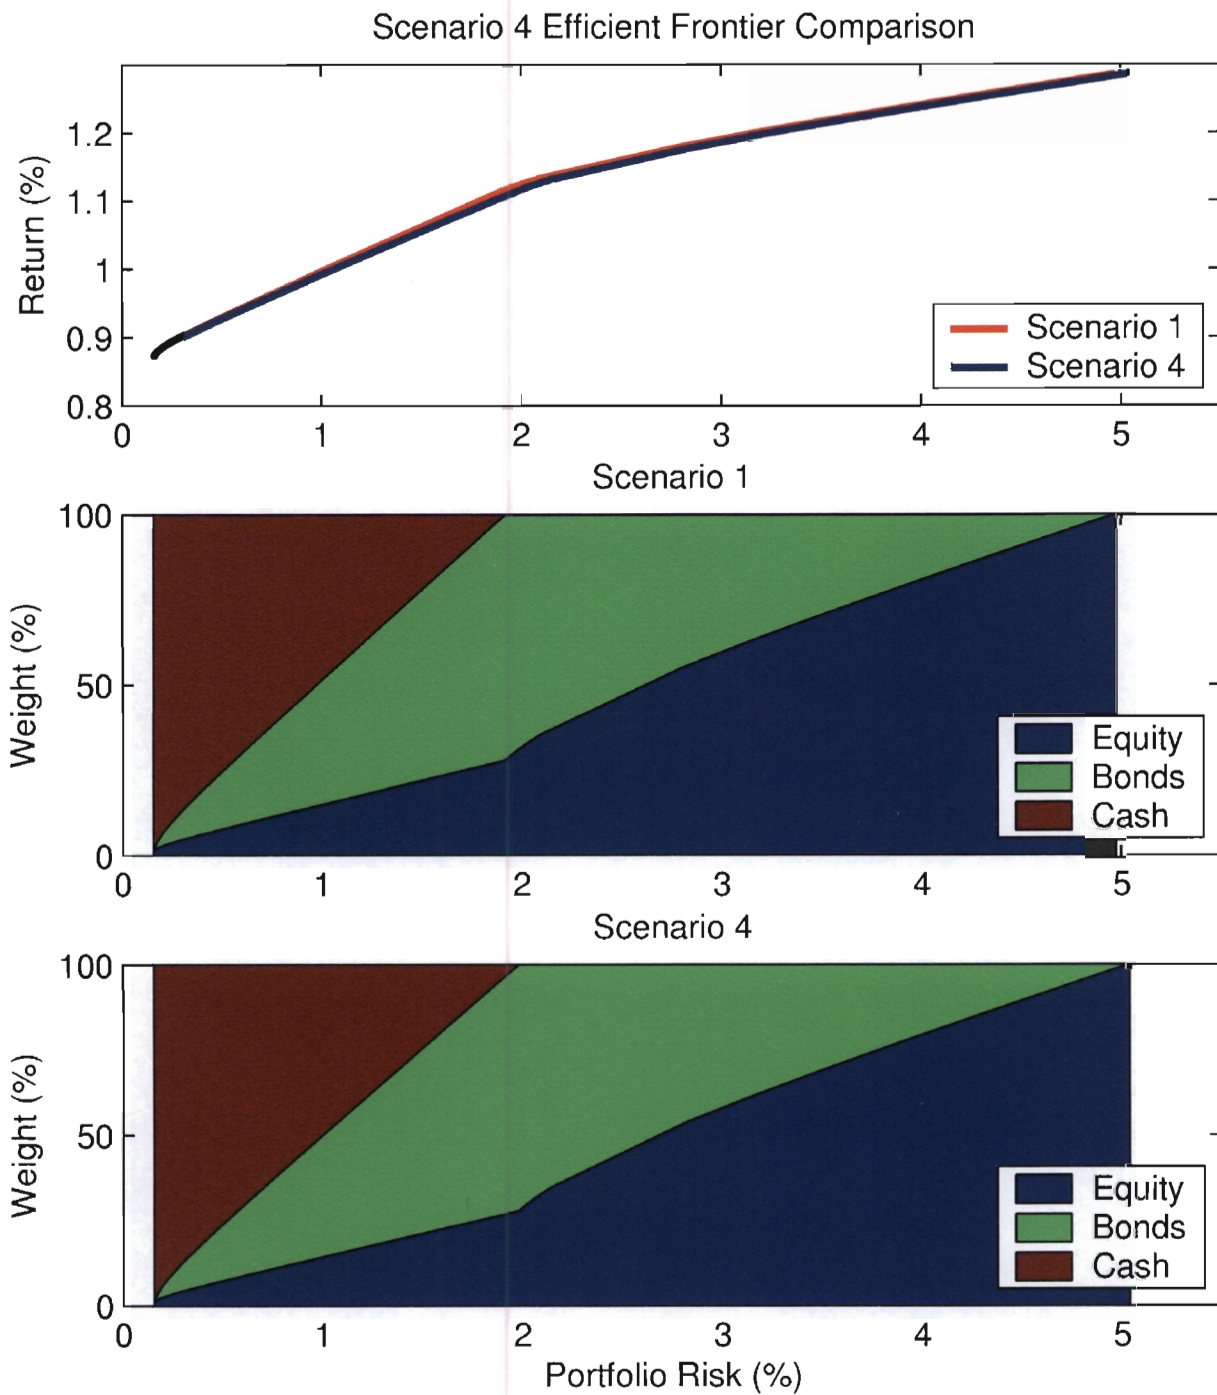 Scenario 4 Efficient Frontier Comparison
Return (%)
1.2
1.1
1
0.9
0.8
0 1 2 3 4 5
Scenario 1
Scenario 4
Scenario 1
Weight (%)
100
50
0
0 1 2 3 4 5
Equity
Bonds
Cash
Scenario 4
Weight (%)
100
50
0
0 1 2 3 4 5
Equity
Bonds
Cash
Portfolio Risk (%)